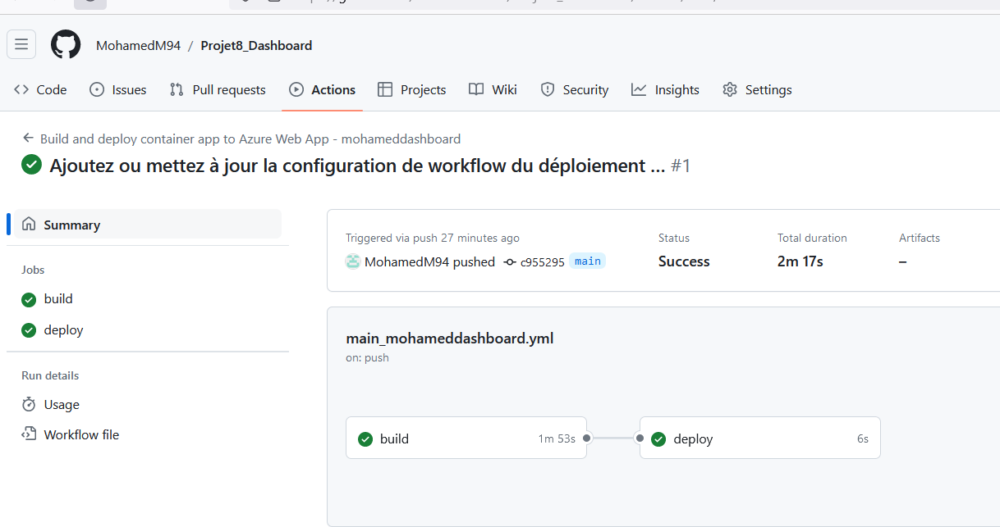 MohamedM94 / Projet8_Dashboard
Code Issues Pull requests Actions Projects Wiki Security Insights Settings
Build and deploy container app to Azure Web App - mohameddashboard
Ajoutez ou mettez à jour la configuration de workflow du déploiement ... #1
Summary
Jobs
build
deploy
Run details
Usage
Workflow file
Triggered via push 27 minutes ago
MohamedM94 pushed c955295 main
Status
Success
Total duration
2m 17s
Artifacts
–
main_mohameddashboard.yml
on: push
build 1m 53s
deploy 6s